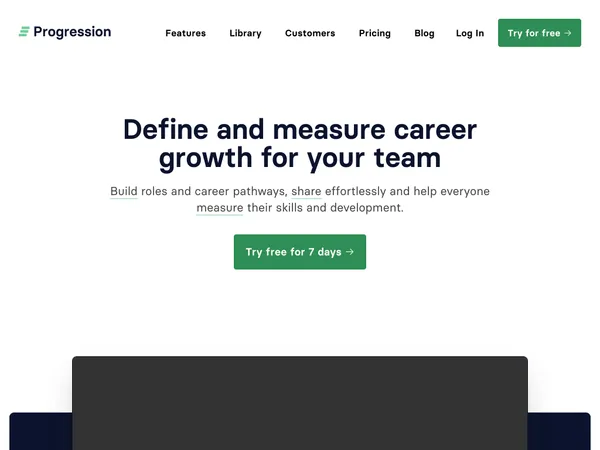 Progression
Features
Library
Customers
Pricing
Blog
Log In
Try for free →
Define and measure career
growth for your team
Build roles and career pathways, share effortlessly and help everyone
measure their skills and development.
Try free for 7 days →